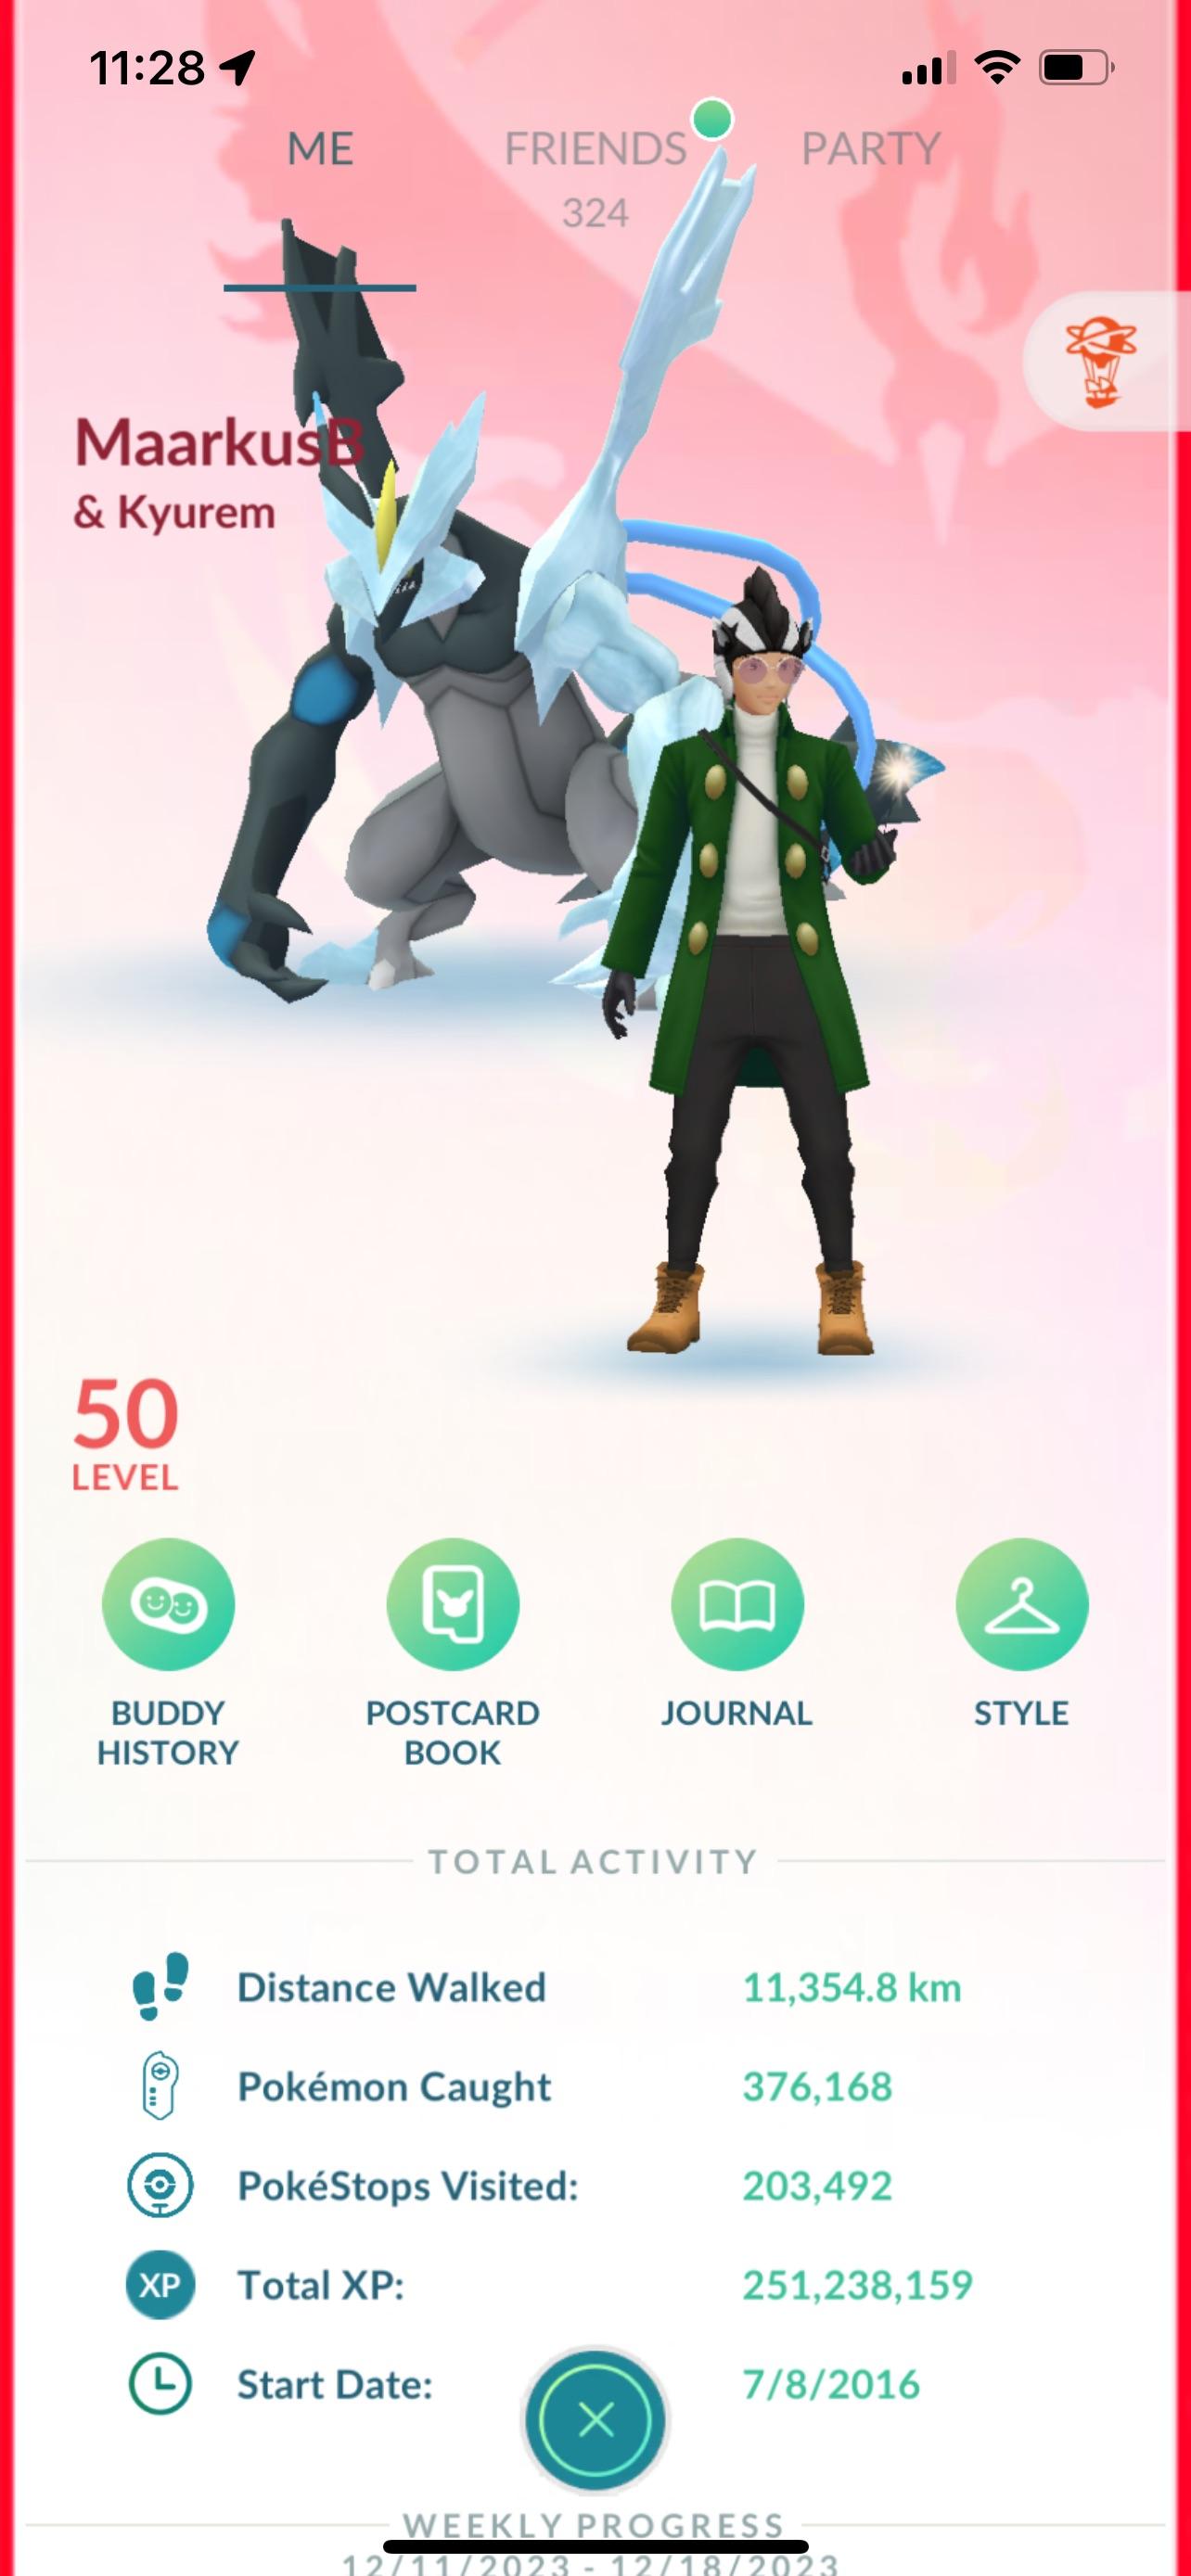 11:28
ME FRIENDS PARTY
324
MaarkusB
& Kyurem
50
LEVEL
BUDDY HISTORY
POSTCARD BOOK
JOURNAL
STYLE
TOTAL ACTIVITY
Distance Walked 11,354.8 km
Pokémon Caught 376,168
PokéStops Visited: 203,492
XP Total XP: 251,238,159
Start Date: 7/8/2016
WEEKLY PROGRESS
12/11/2023 - 12/18/2023